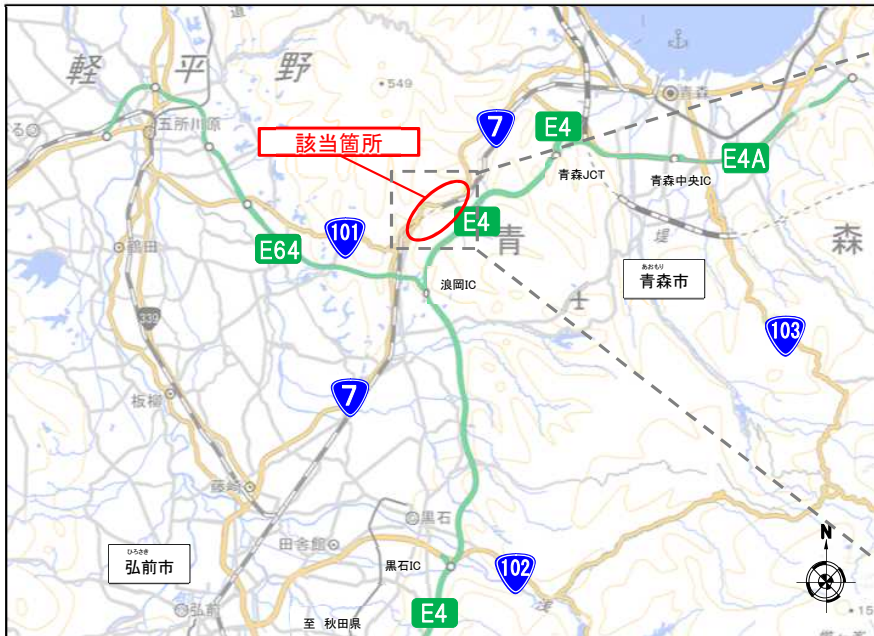 軽 平 野
・549
青森
五所川原
る
7
E4
該当箇所
E4A
青森JCT
青森中央IC
101
E4
青
森
鶴田
E64
堤
あおもり
青森市
浪岡IC
士
339
103
7
板柳
藤崎
黒石
N
田舎館
ひろさき
弘前市
黒石IC
102
浅
弘前
E4
至 秋田県